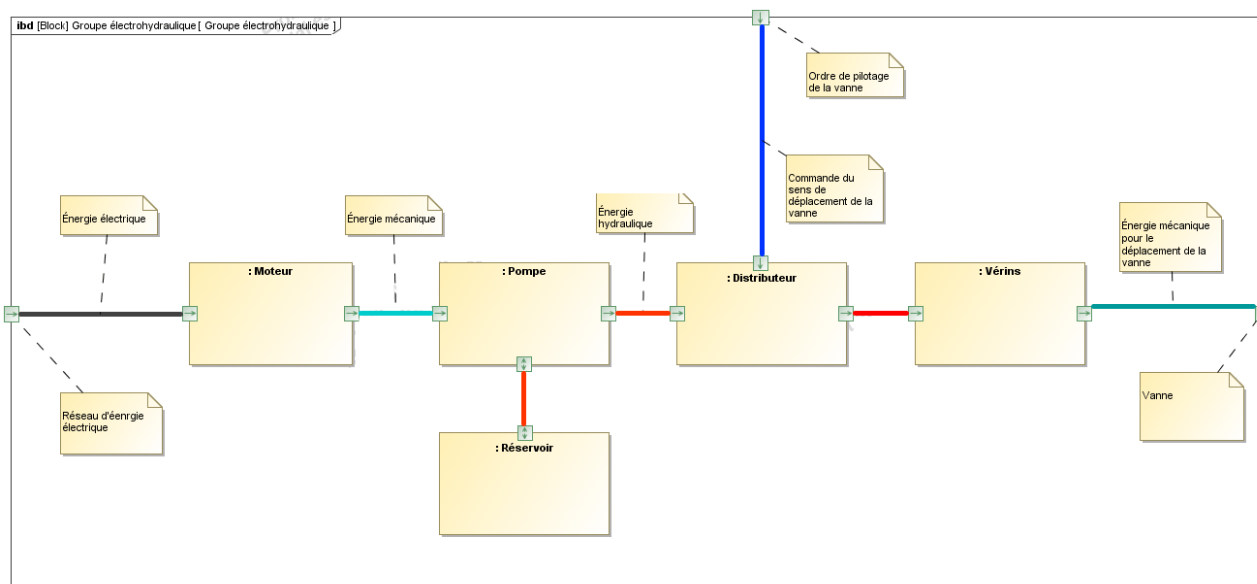 ibd [Block] Groupe électrohydraulique [ Groupe électrohydraulique ]
Ordre de pilotage
de la vanne
Commande du
sens de
déplacement de la
vanne
Énergie électrique
Énergie mécanique
Énergie
hydraulique
Énergie mécanique
pour le
déplacement de la
vanne
: Moteur
: Pompe
: Distributeur
: Vérins
Réseau d'éenrgie
électrique
Vanne
: Réservoir